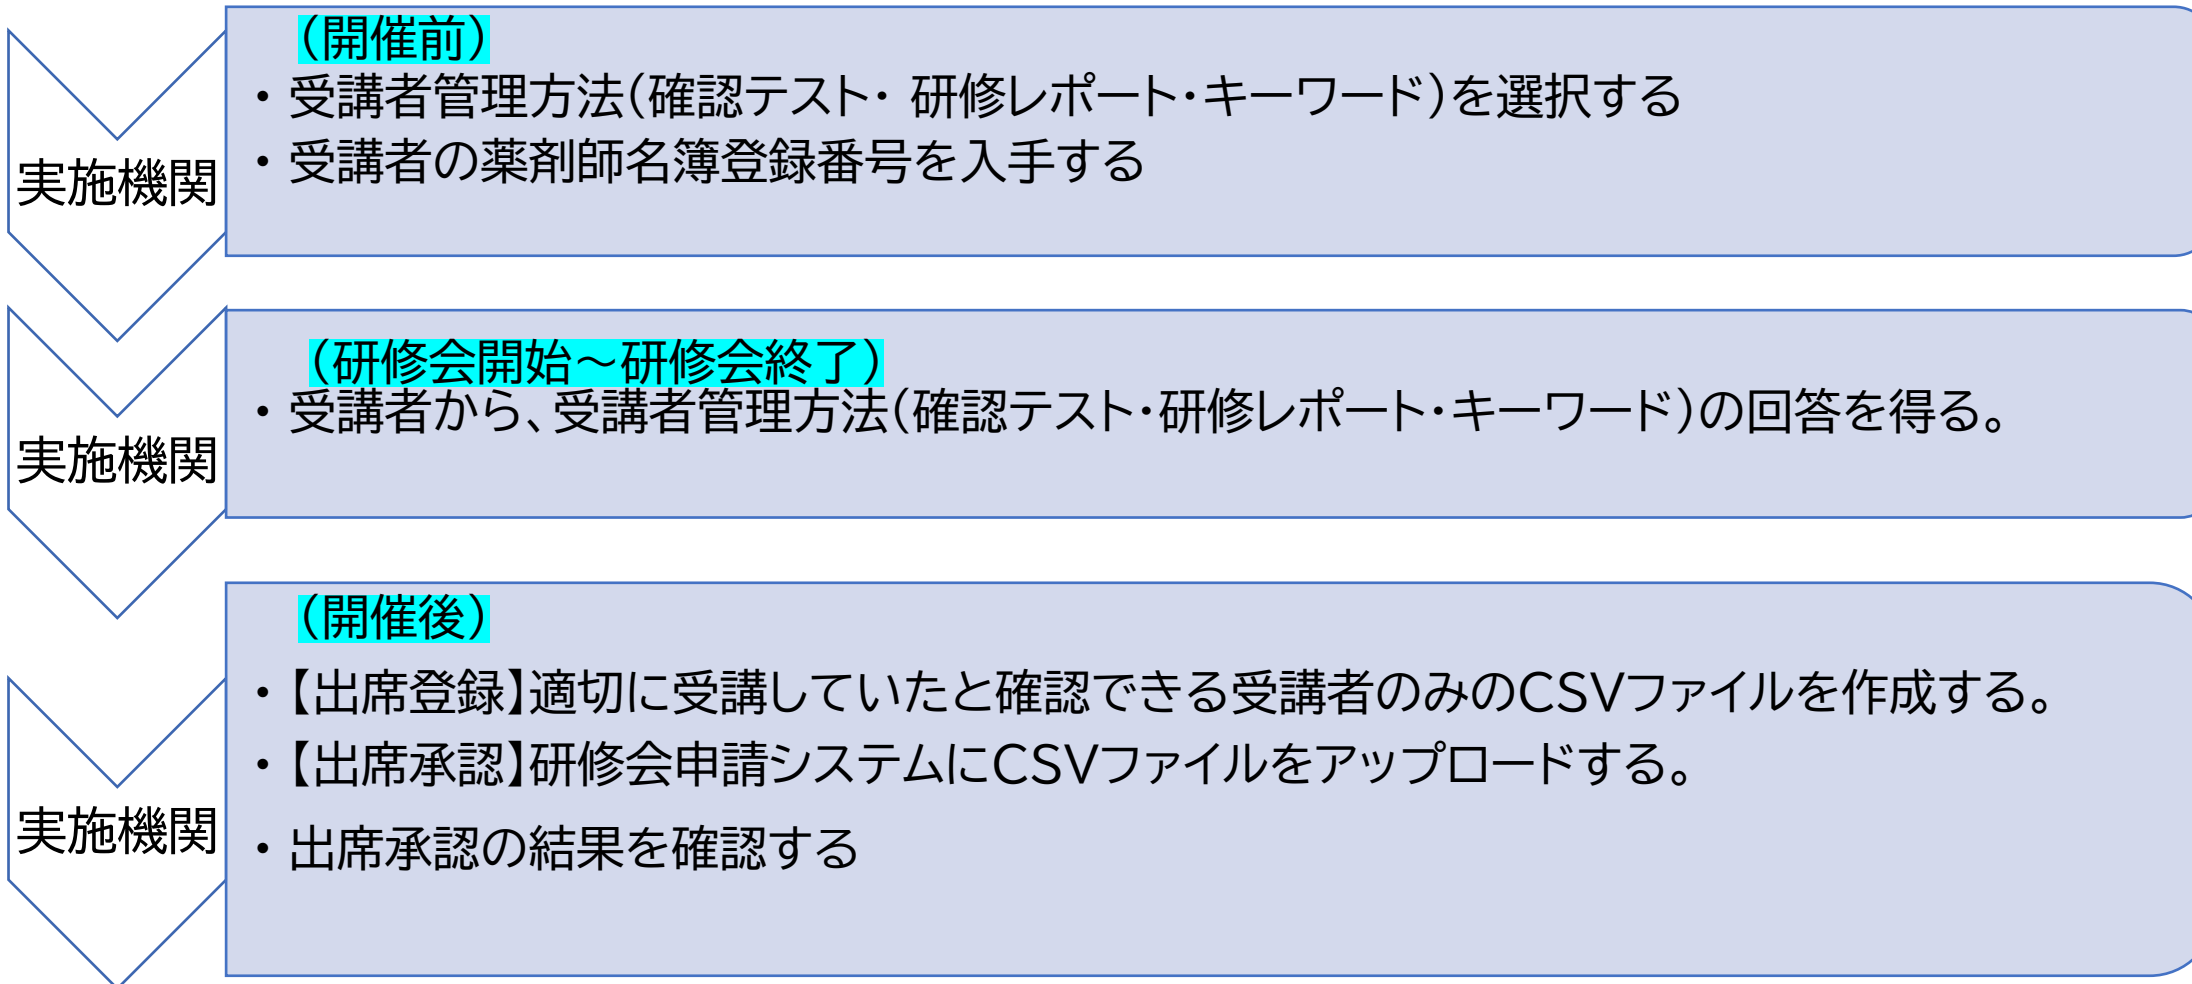 実施機関
(開催前)
・受講者管理方法(確認テスト・ 研修レポート・キーワード)を選択する
・受講者の薬剤師名簿登録番号を入手する
実施機関
(研修会開始～研修会終了)
・受講者から、受講者管理方法(確認テスト・研修レポート・キーワード)の回答を得る。
実施機関
(開催後)
・【出席登録】適切に受講していたと確認できる受講者のみのCSVファイルを作成する。
・【出席承認】研修会申請システムにCSVファイルをアップロードする。
・出席承認の結果を確認する